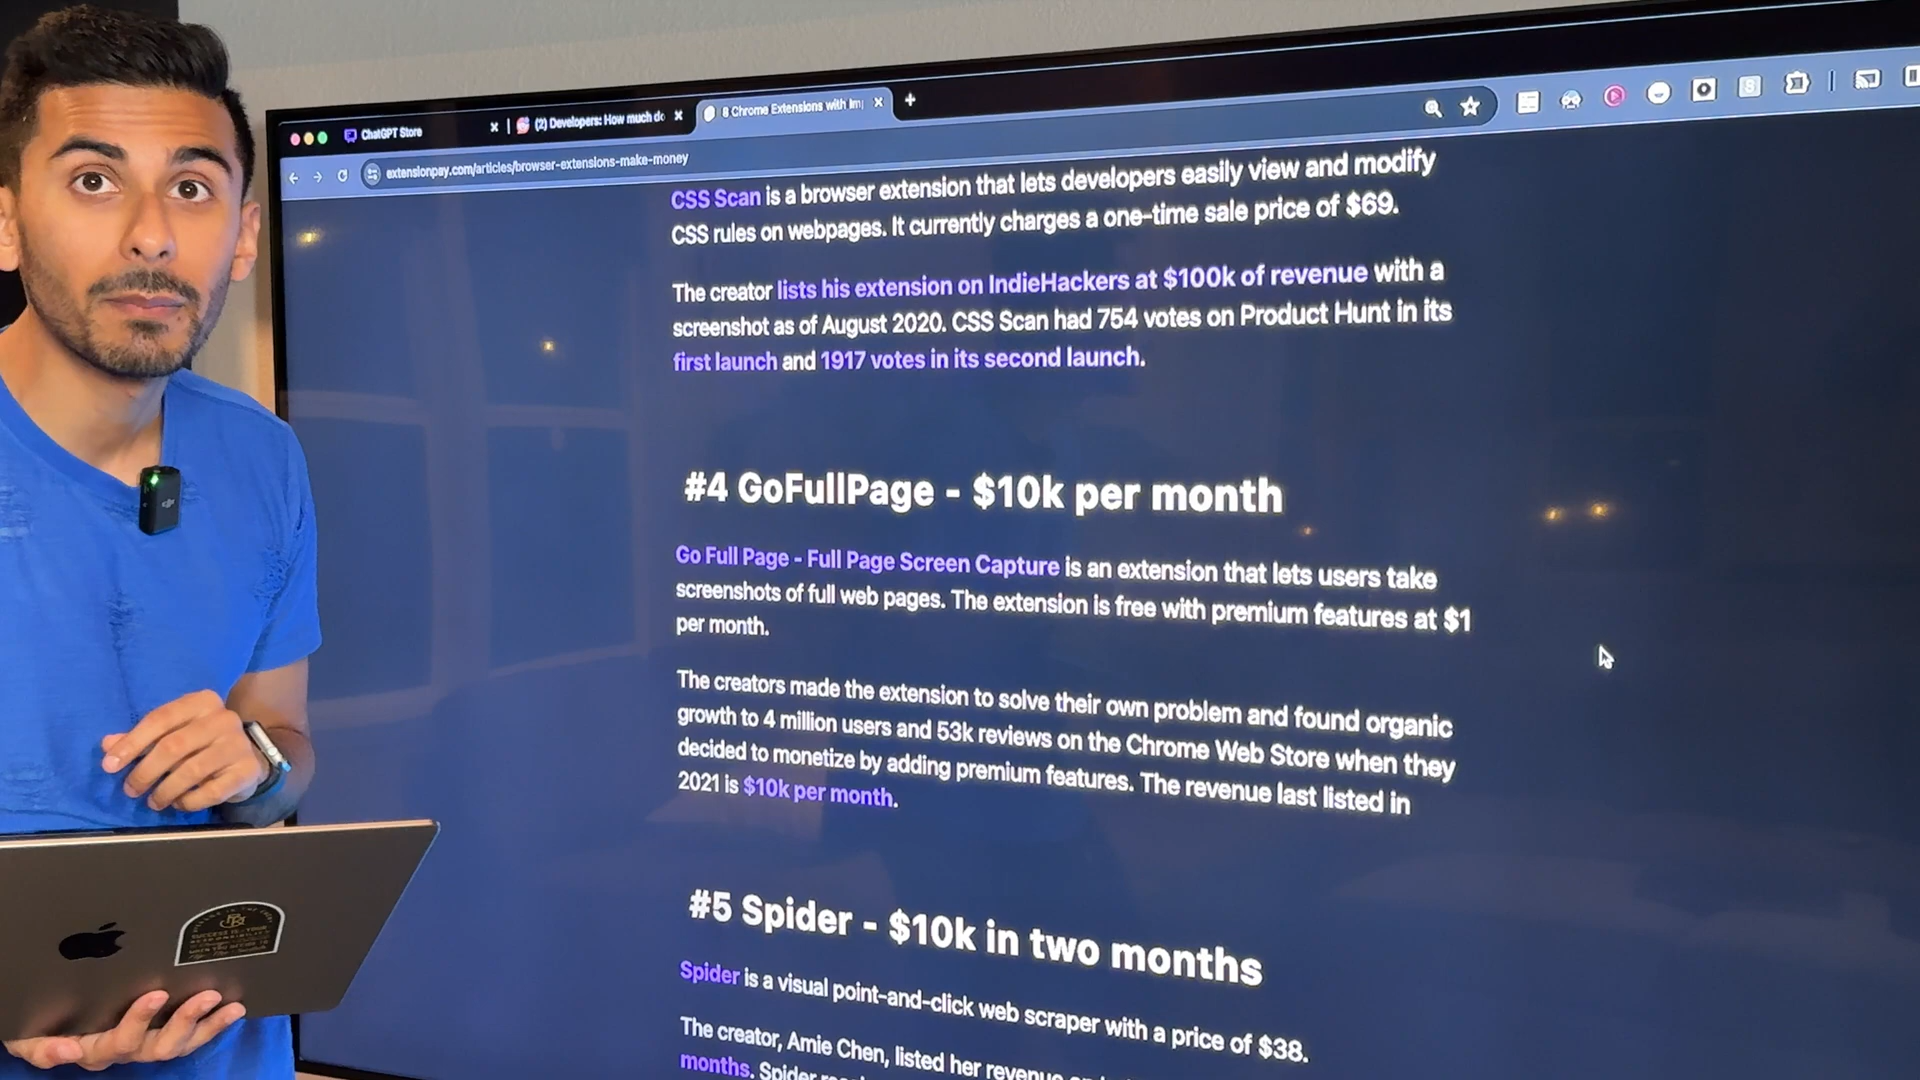 ChatGPT Store
(2) Developers: How much do
8 Chrome Extensions with Im
extensionpay.com/articles/browser-extensions-make-money
CSS Scan is a browser extension that lets developers easily view and modify
CSS rules on webpages. It currently charges a one-time sale price of $69.
The creator lists his extension on IndieHackers at $100k of revenue with a
screenshot as of August 2020. CSS Scan had 754 votes on Product Hunt in its
first launch and 1917 votes in its second launch.
#4 GoFullPage - $10k per month
Go Full Page - Full Page Screen Capture is an extension that lets users take
screenshots of full web pages. The extension is free with premium features at $1
per month.
The creators made the extension to solve their own problem and found organic
growth to 4 million users and 53k reviews on the Chrome Web Store when they
decided to monetize by adding premium features. The revenue last listed in
2021 is $10k per month.
#5 Spider - $10k in two months
Spider is a visual point-and-click web scraper with a price of $38.
The creator, Amie Chen, listed her revenue
months. Spider
SUCCESS IS YOUR
RESPONSIBILITY